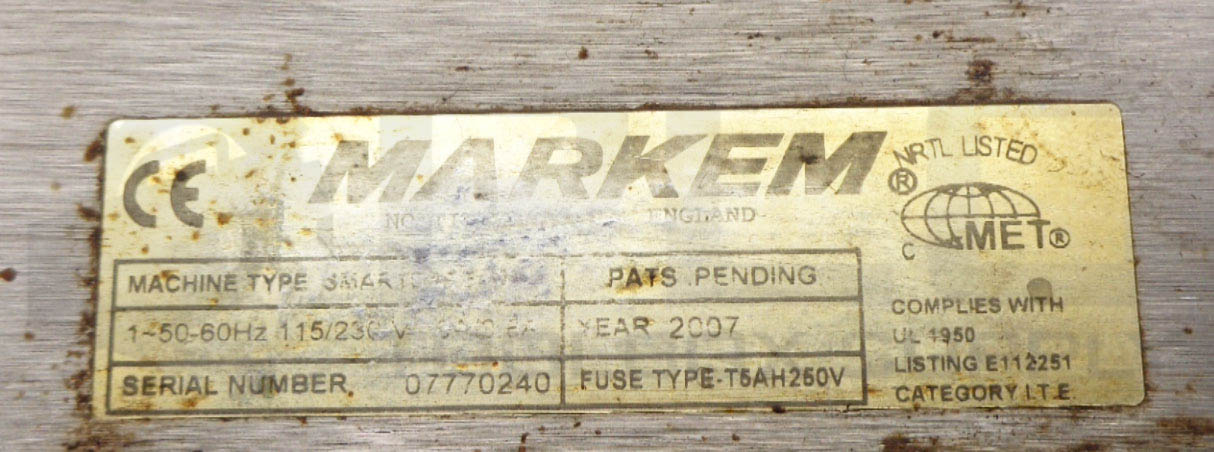 CE MARKEM
ENGLAND
NRTL LISTED
®
C MET®
MACHINE TYPE PATS PENDING
1~50-60Hz 115/230 V YEAR 2007
SERIAL NUMBER. 07770240 FUSE TYPE-T5AH250V
COMPLIES WITH
UL 1950
LISTING E112251
CATEGORY I.T.E.